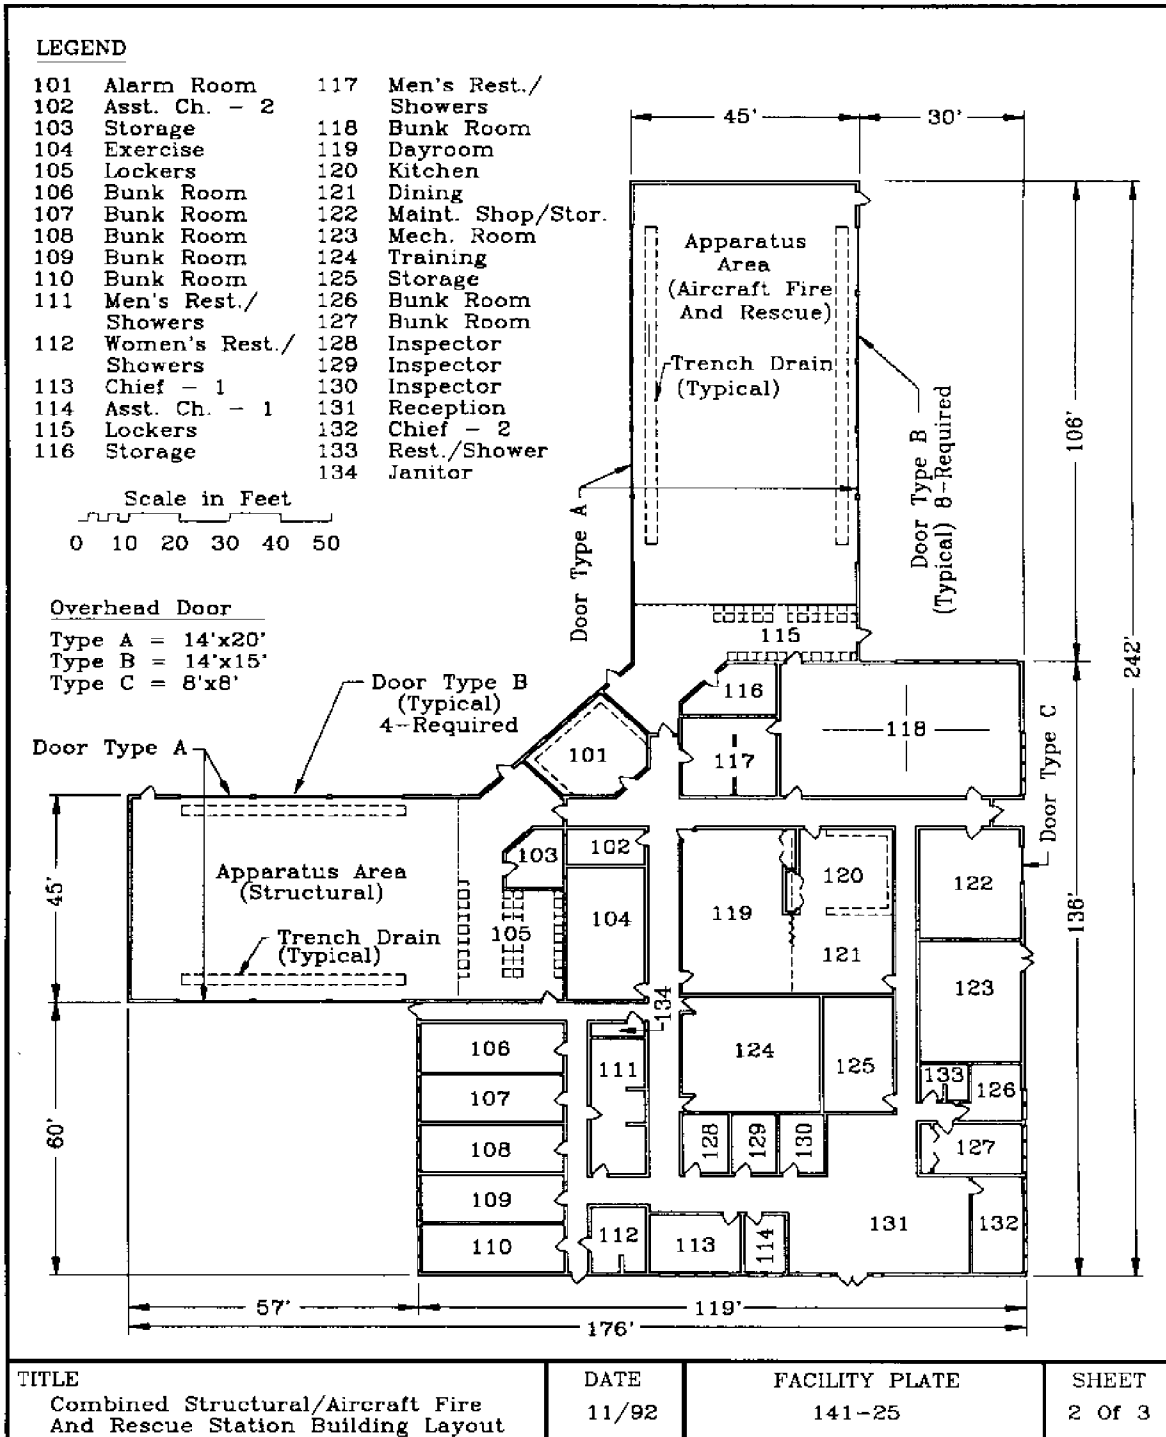 LEGEND
101 Alarm Room
102 Asst. Ch. - 2
103 Storage
104 Exercise
105 Lockers
106 Bunk Room
107 Bunk Room
108 Bunk Room
109 Bunk Room
110 Bunk Room
111 Men's Rest./
Showers
112 Women's Rest./
Showers
113 Chief - 1
114 Asst. Ch. - 1
115 Lockers
116 Storage
117 Men's Rest./
Showers
118 Bunk Room
119 Dayroom
120 Kitchen
121 Dining
122 Maint. Shop/Stor.
123 Mech. Room
124 Training
125 Storage
126 Bunk Room
127 Bunk Room
128 Inspector
129 Inspector
130 Inspector
131 Reception
132 Chief - 2
133 Rest./Shower
134 Janitor
Scale in Feet
0 10 20 30 40 50
Overhead Door
Type A = 14'x20'
Type B = 14'x15'
Type C = 8'x8'
45' 30'
Apparatus
Area
(Aircraft Fire
And Rescue)
Trench Drain
(Typical)
Door Type A
Door Type B
(Typical) 8-Required
106'
242'
115
116
Door Type B
(Typical)
4-Required
Door Type A
101
117
118
Door Type C
45'
Apparatus Area
(Structural)
Trench Drain
(Typical)
103
102
105
104
119
120
121
122
136'
123
134
60'
106
107
108
109
110
111
124
125
133
126
128
129
130
127
112
113
114
131
132
57' 119'
176'
TITLE
Combined Structural/Aircraft Fire
And Rescue Station Building Layout
DATE
11/92
FACILITY PLATE
141-25
SHEET
2 Of 3